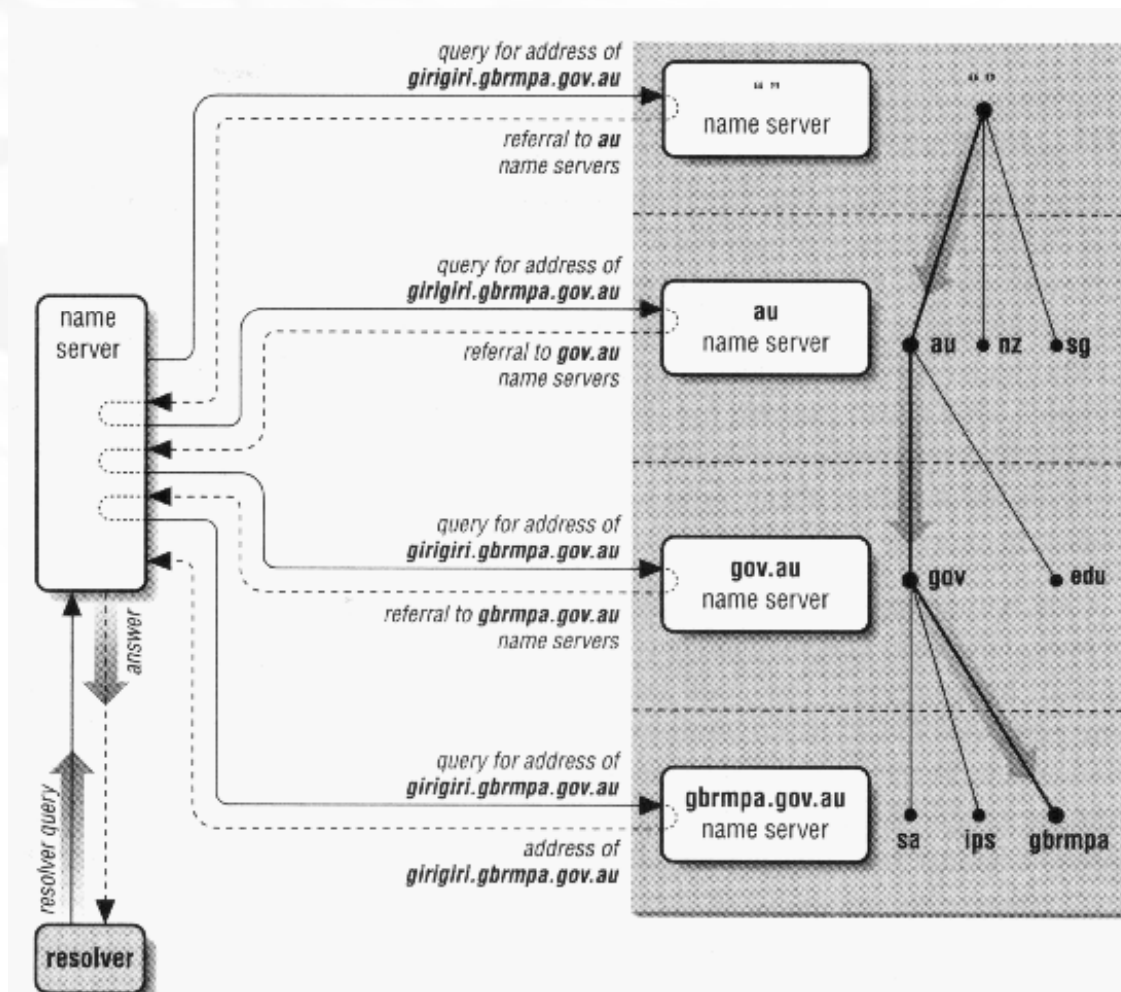 query for address of
girigiri.gbrmpa.gov.au
“ ”
name server
“ ”
referral to au
name servers
query for address of
girigiri.gbrmpa.gov.au
name
server
au
name server
au
nz
sg
referral to gov.au
name servers
query for address of
girigiri.gbrmpa.gov.au
gov.au
name server
gov
edu
referral to gbrmpa.gov.au
name servers
answer
query for address of
girigiri.gbrmpa.gov.au
gbrmpa.gov.au
name server
sa
ips
gbrmpa
address of
girigiri.gbrmpa.gov.au
resolver query
resolver